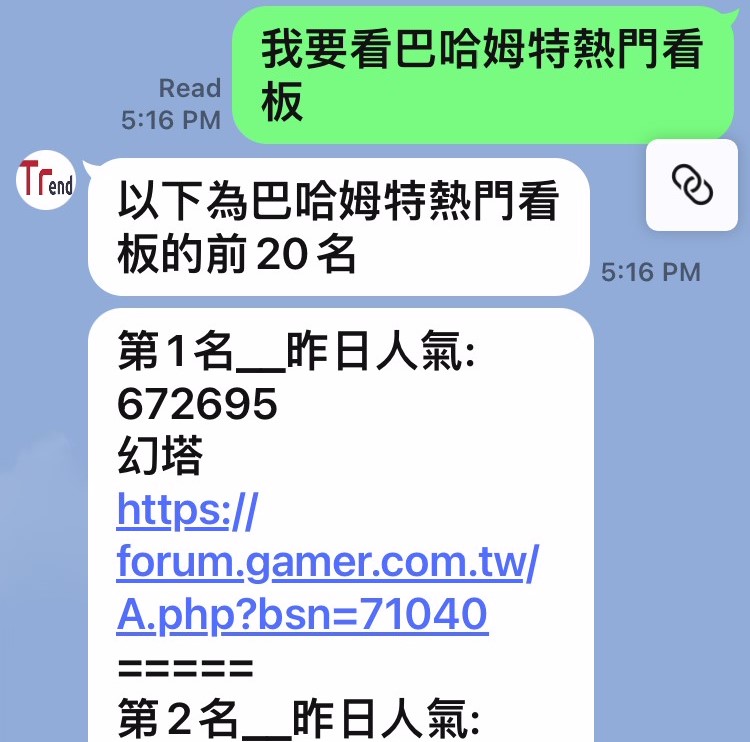 我要看巴哈姆特熱門看
板
Read
5:16 PM
Trend
以下為巴哈姆特熱門看
板的前20名
5:16 PM
第1名__昨日人氣:
672695
幻塔
https://
forum.gamer.com.tw/
A.php?bsn=71040
=====
第2名__昨日人氣: